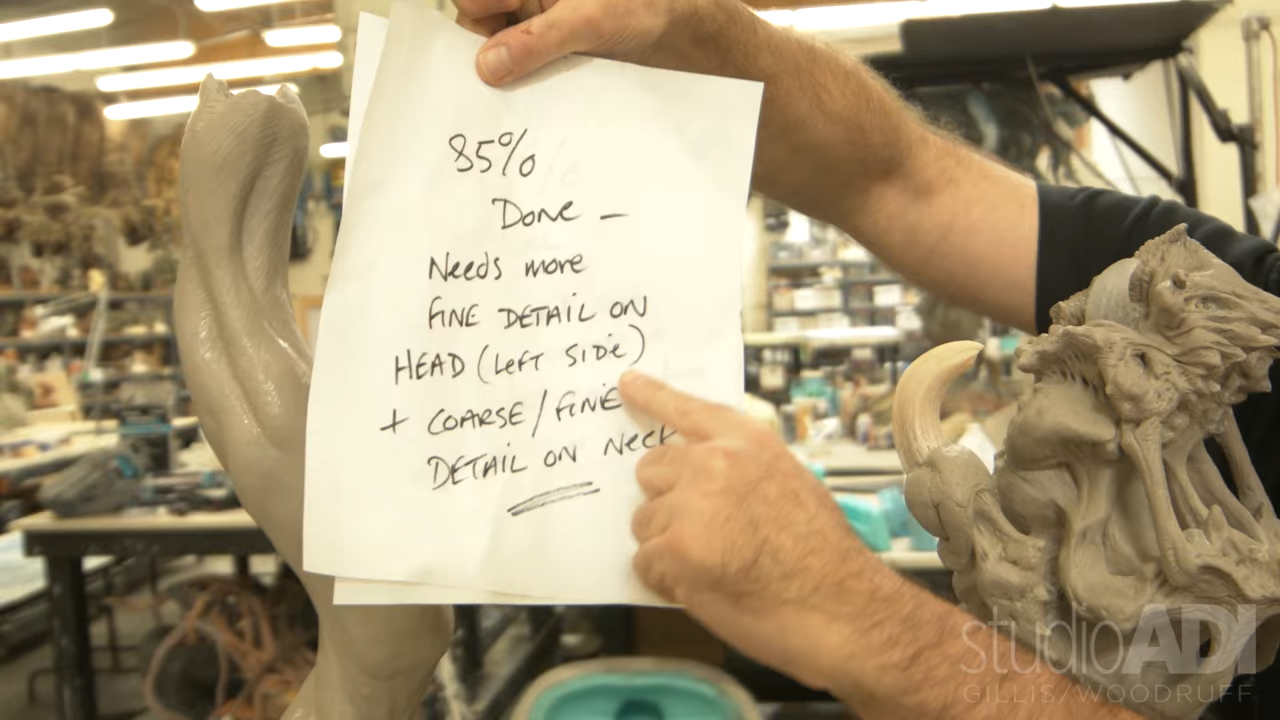 85%
Done -
Needs more
FINE DETAIL ON
HEAD (Left SIDE)
+ COARSE/FINE
DETAIL ON NECK
studioADI
GILLIS/WOODRUFF